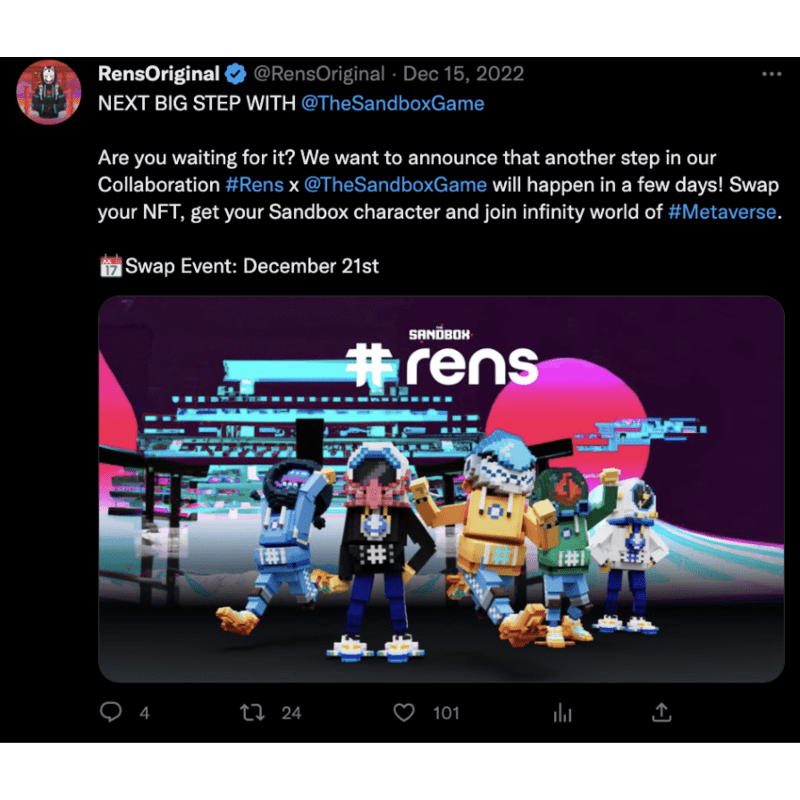 RensOriginal @RensOriginal · Dec 15, 2022
NEXT BIG STEP WITH @TheSandboxGame
Are you waiting for it? We want to announce that another step in our
Collaboration #Rens x @TheSandboxGame will happen in a few days! Swap
your NFT, get your Sandbox character and join infinity world of #Metaverse.
17 Swap Event: December 21st
THE
SANDBOX
#rens
#
#
#
#
#
4 24 101